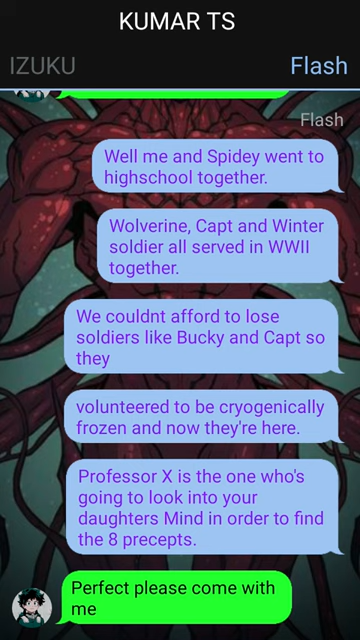 KUMAR TS
IZUKU
Flash
Flash
Well me and Spidey went to
highschool together.
Wolverine, Capt and Winter
soldier all served in WWII
together.
We couldnt afford to lose
soldiers like Bucky and Capt so
they
volunteered to be cryogenically
frozen and now they're here.
Professor X is the one who's
going to look into your
daughters Mind in order to find
the 8 precepts.
Perfect please come with
me